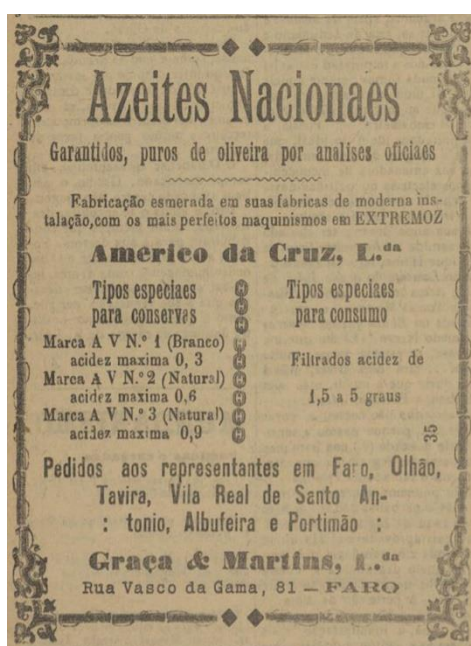 Azeites Nacionaes
Garantidos, puros de oliveira por analises oficiaes
Fabricação esmerada em suas fabricas de moderna ins-
talação,com os mais perfeitos maquinismos em EXTREMOZ
Americo da Cruz, L.da
Tipos especiaes
para conservas
Marca A V N.º 1 (Branco)
acidez maxima 0, 3
Marca A V N.º 2 (Natural)
acidez maxima 0,6
Marca A V N.º 3 (Natural)
acidez maxima 0,9
Tipos especiaes
para consumo
Filtrados acidez de
1,5 a 5 graus
35
Pedidos aos representantes em Faro, Olhão,
Tavira, Vila Real de Santo An-
: tonio, Albufeira e Portimão :
Graça & Martins, L.da
Rua Vasco da Gama, 81 — FARO